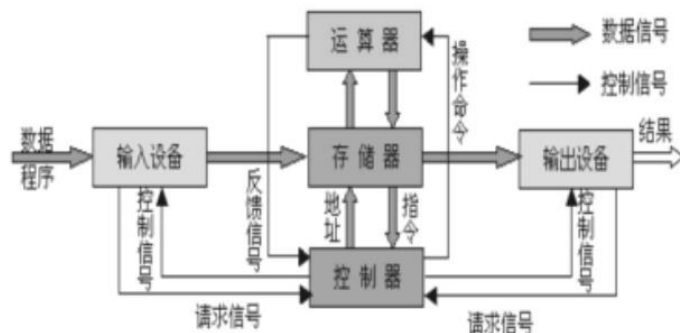 运算器
数据信号
控制信号
操作命令
数据
程序
输入设备
存储器
输出设备
结果
控制信号
反馈信号
地址
指令
控制信号
控制器
请求信号
请求信号